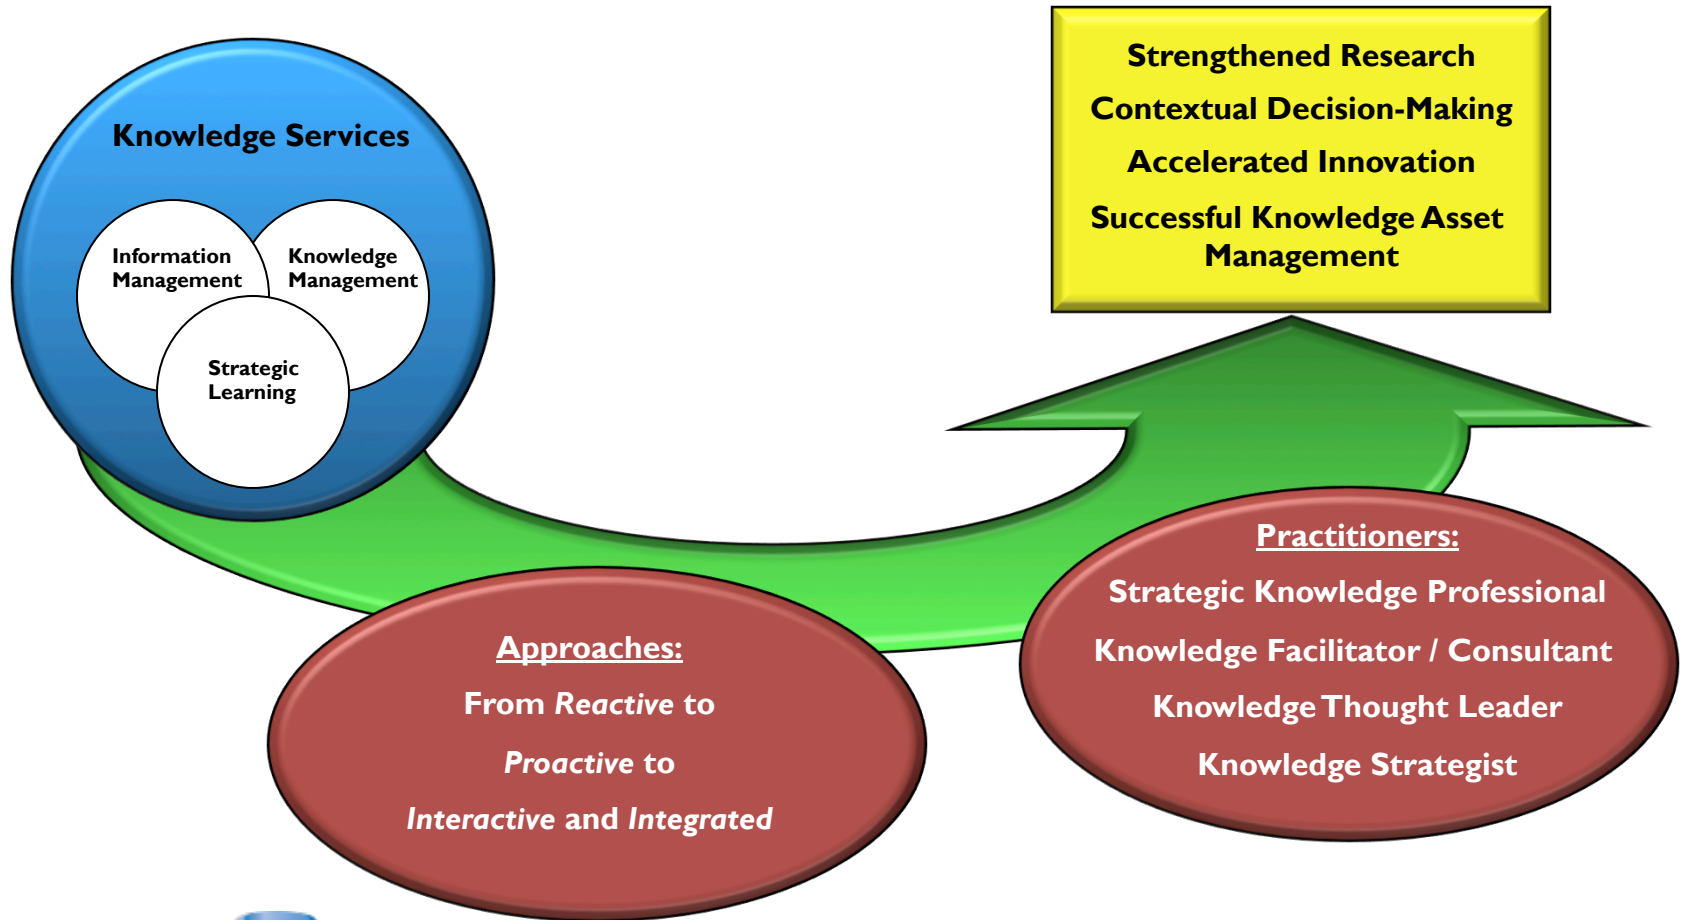 Knowledge Services
Information
Management
Knowledge
Management
Strategic
Learning
Strengthened Research
Contextual Decision-Making
Accelerated Innovation
Successful Knowledge Asset
Management
Approaches:
From Reactive to
Proactive to
Interactive and Integrated
Practitioners:
Strategic Knowledge Professional
Knowledge Facilitator / Consultant
Knowledge Thought Leader
Knowledge Strategist